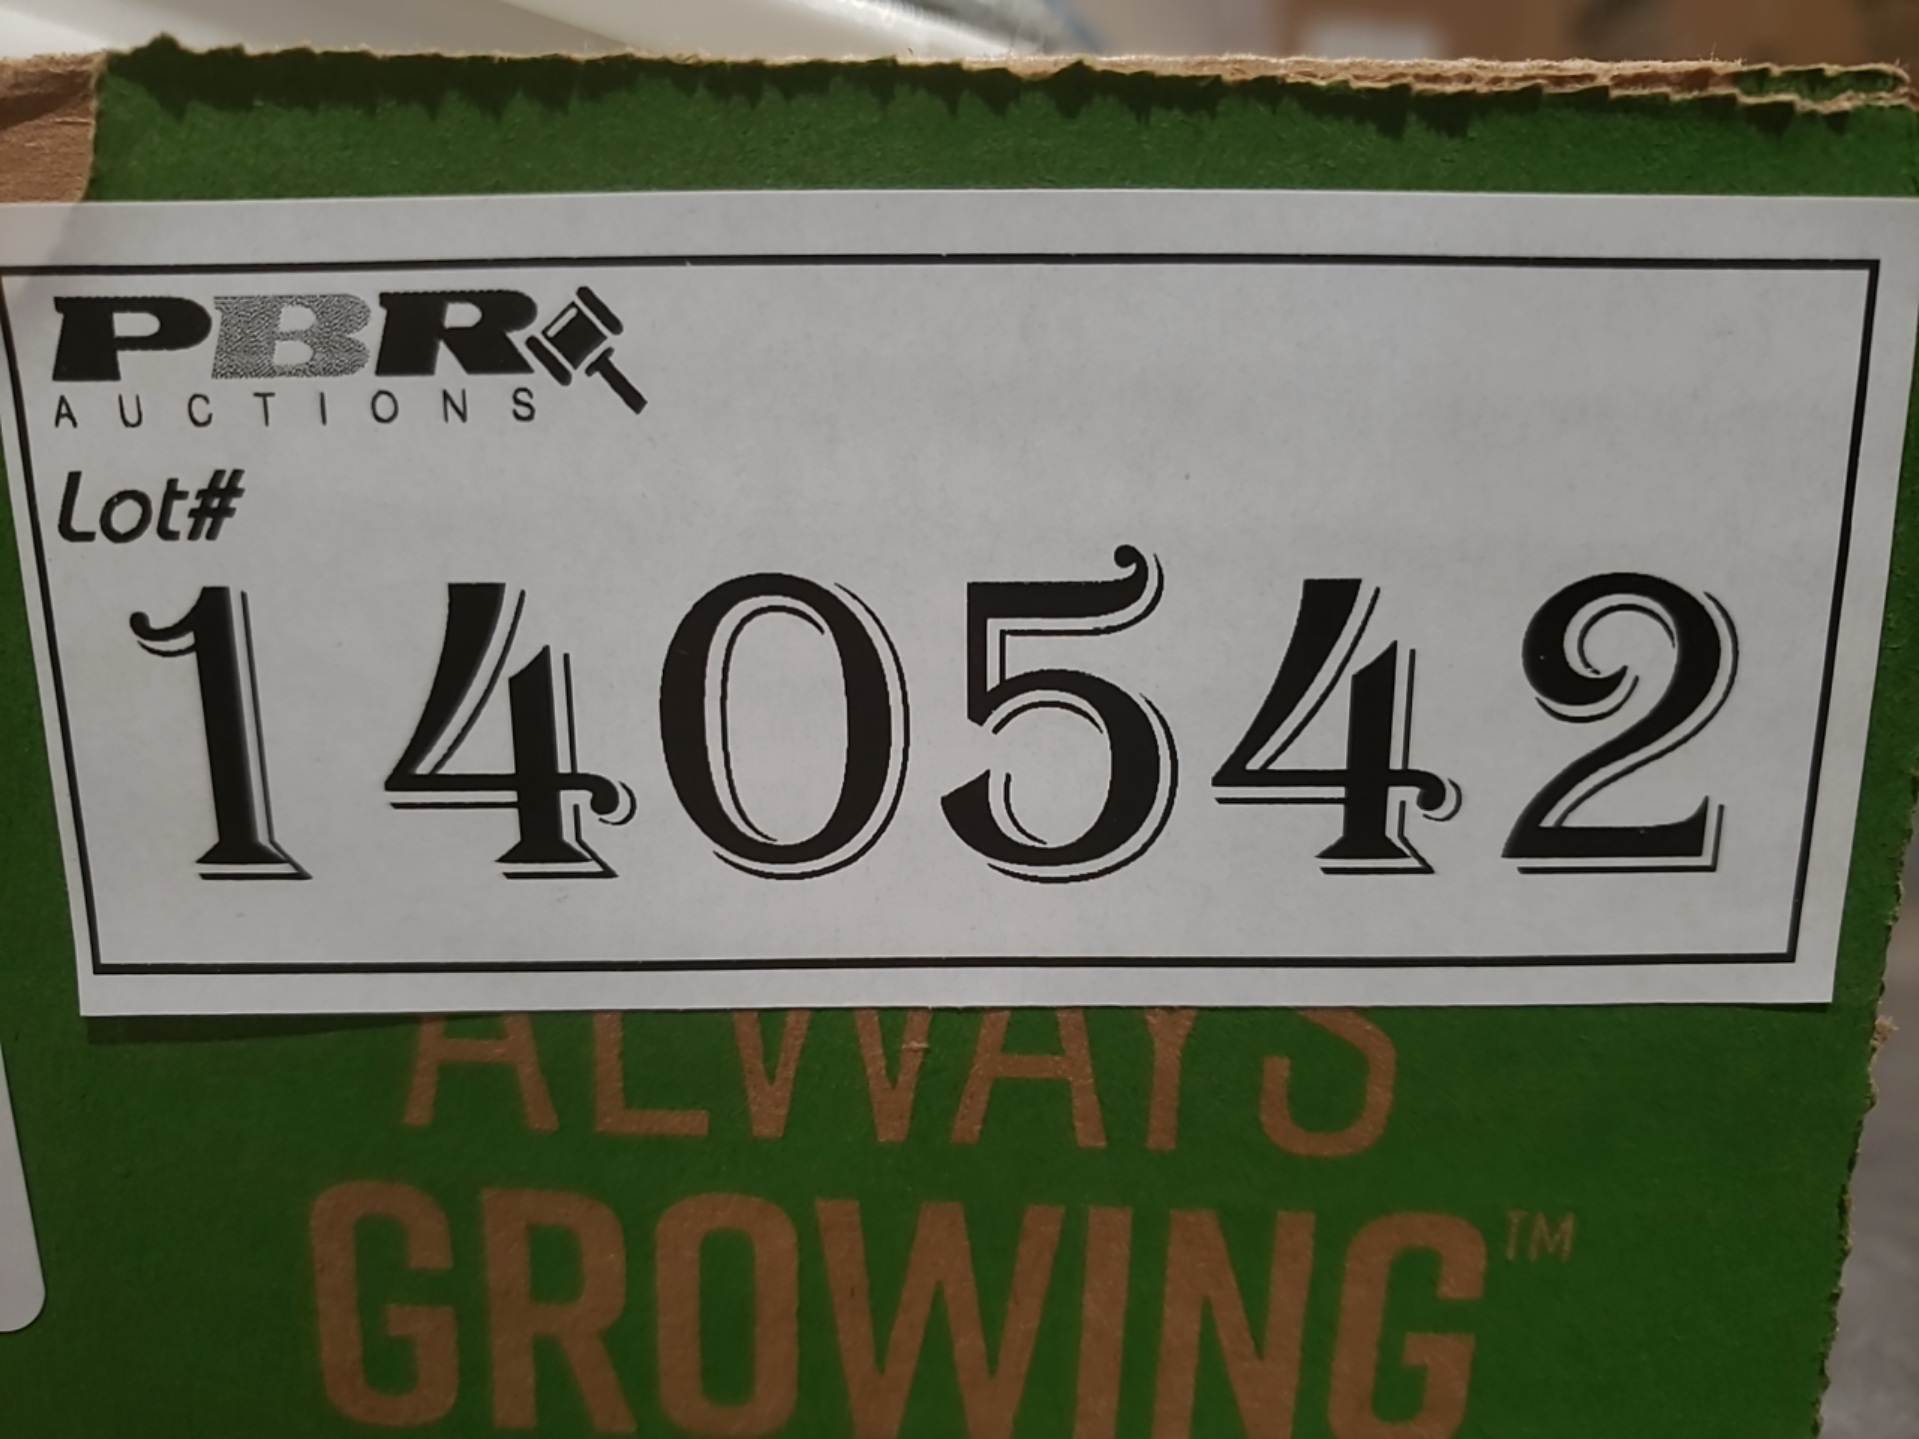 PBR
AUCTIONS
Lot#
140542
ALWAYS
GROWING™